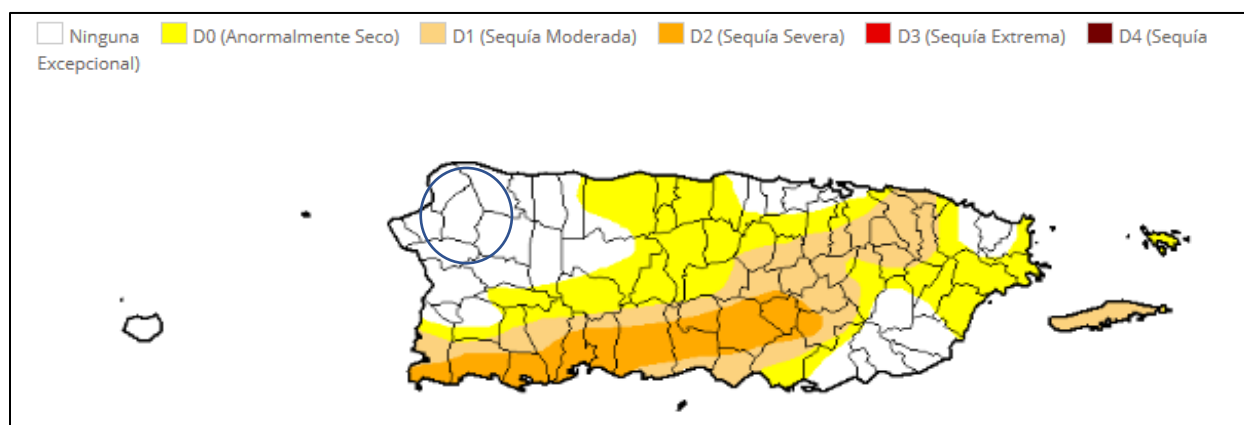 Ninguna D0 (Anormalmente Seco) D1 (Sequía Moderada) D2 (Sequía Severa) D3 (Sequía Extrema) D4 (Sequía
Excepcional)